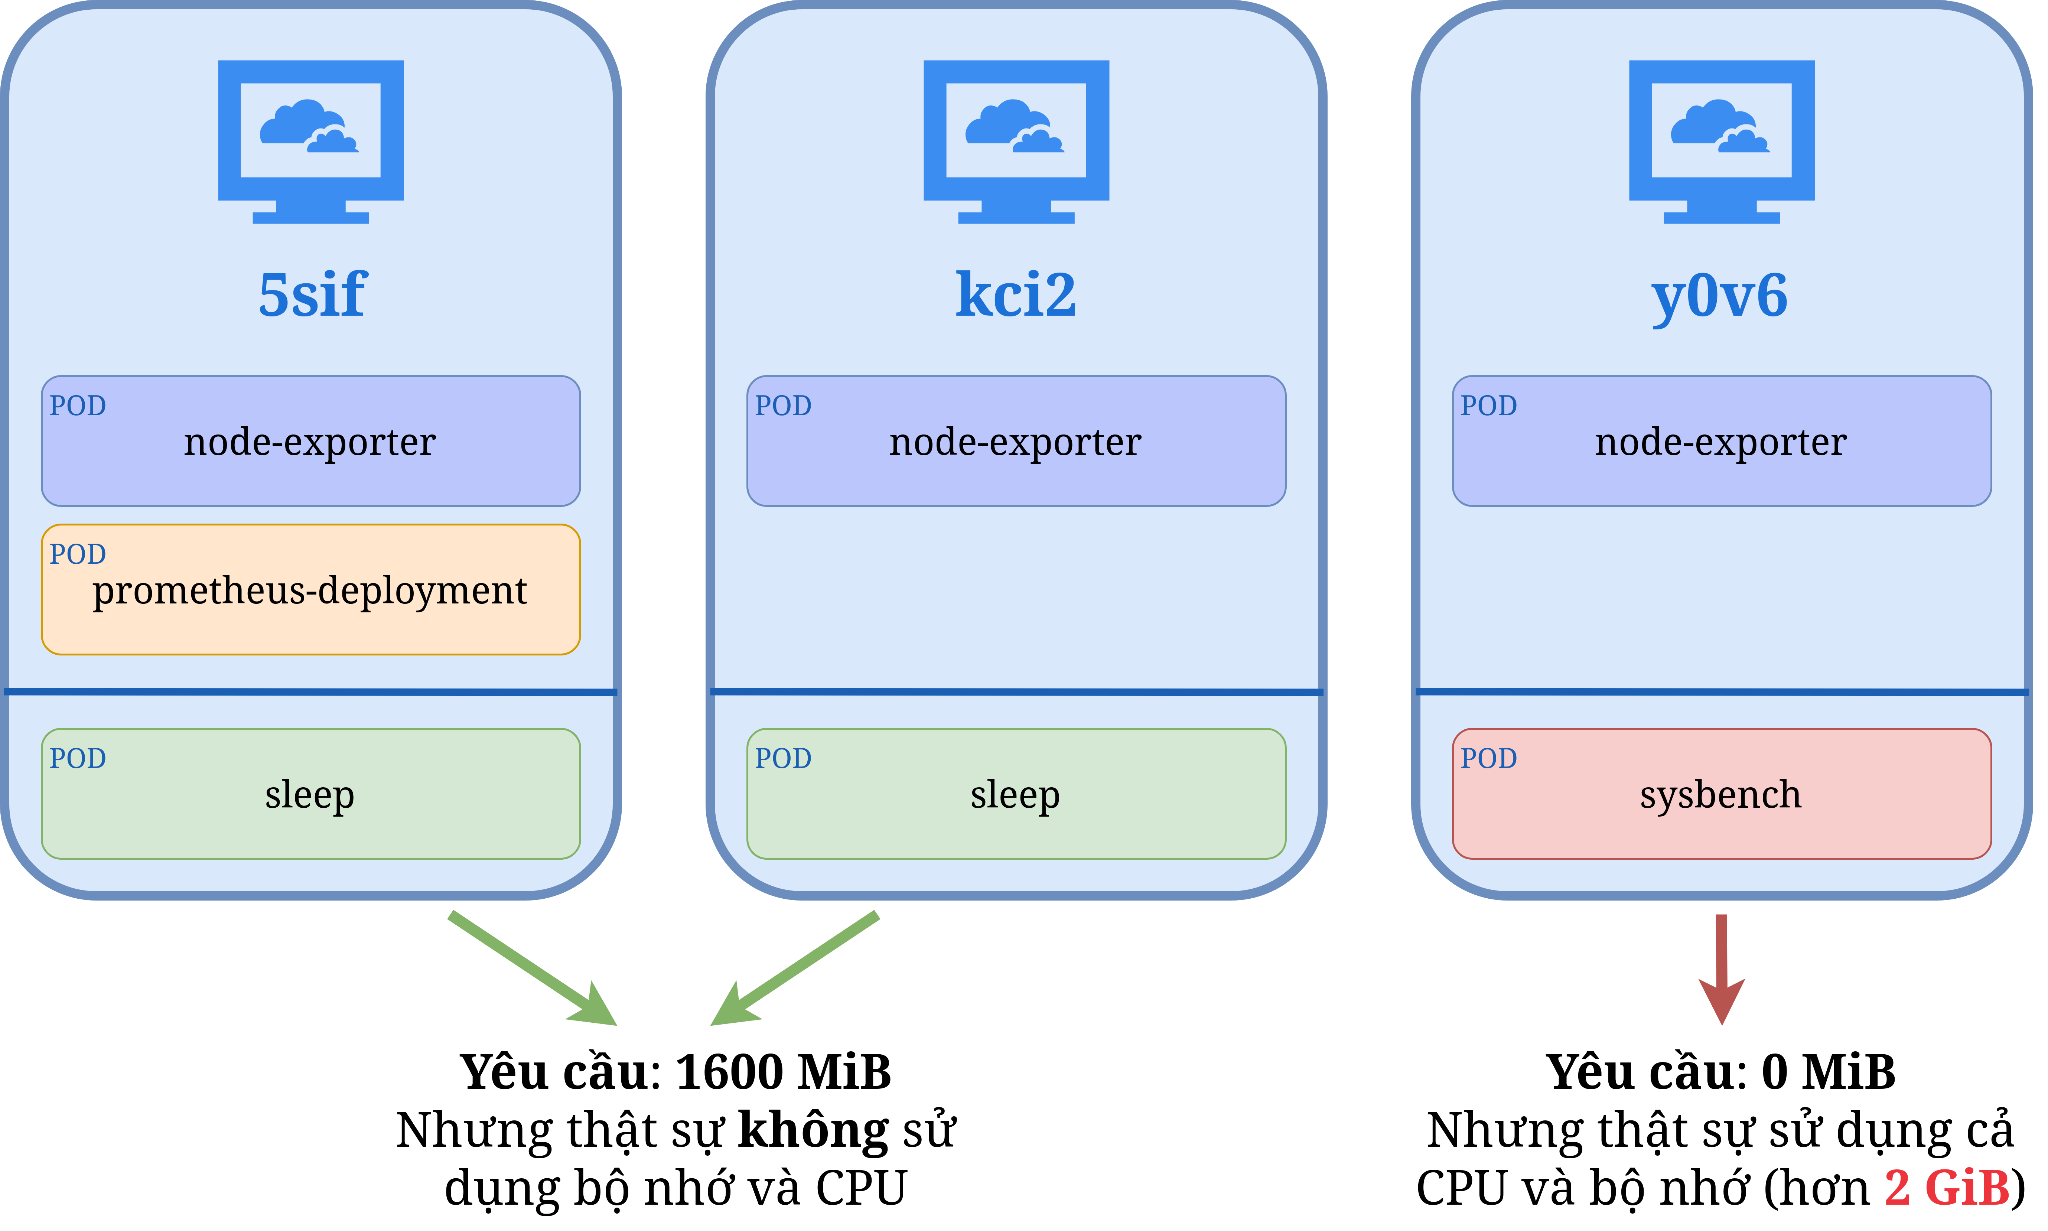 5sif
POD
node-exporter
POD
prometheus-deployment
POD
sleep
kci2
POD
node-exporter
POD
sleep
y0v6
POD
node-exporter
POD
sysbench
Yêu cầu: 1600 MiB
Nhưng thật sự không sử
dụng bộ nhớ và CPU
Yêu cầu: 0 MiB
Nhưng thật sự sử dụng cả
CPU và bộ nhớ (hơn 2 GiB)